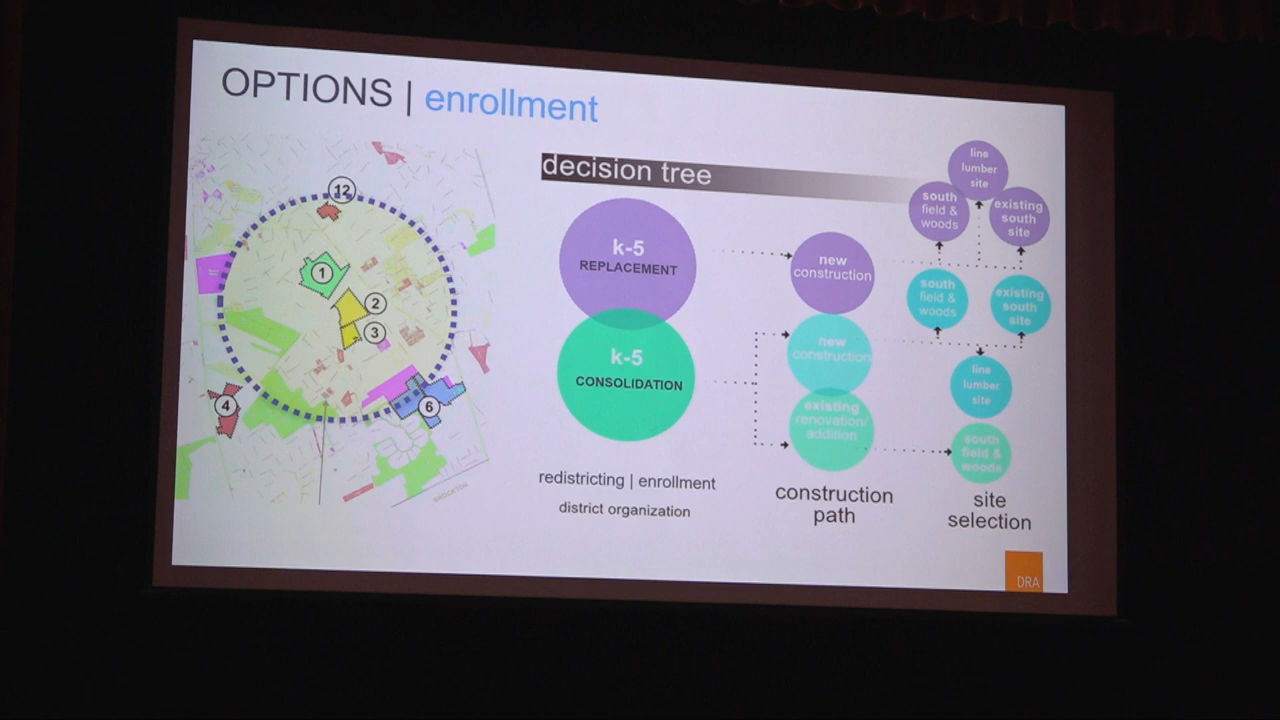 OPTIONS | enrollment
decision tree
12
1
2
3
4
6
BROCKTON
k-5
REPLACEMENT
k-5
CONSOLIDATION
redistricting | enrollment
district organization
new
construction
new
construction
existing
renovation/
addition
construction
path
line
lumber
site
south
field &
woods
existing
south
site
south
field &
woods
existing
south
site
line
lumber
site
south
field &
woods
site
selection
DRA